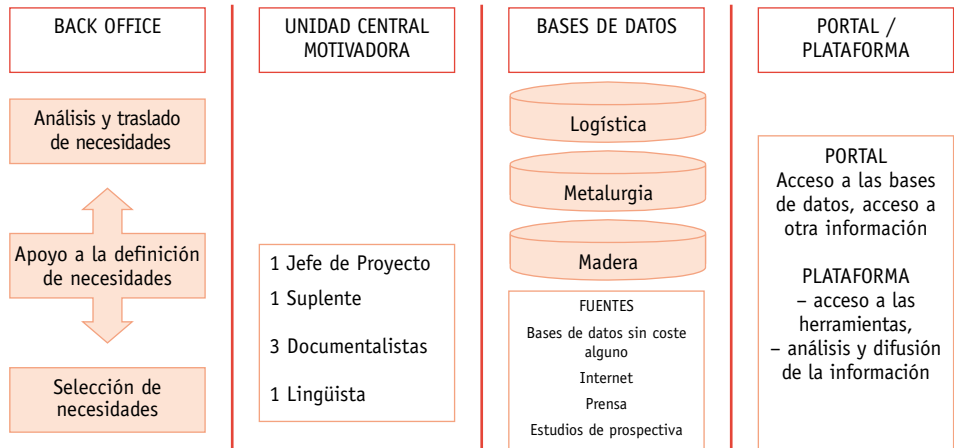 BACK OFFICE
Análisis y traslado
de necesidades
Apoyo a la definición
de necesidades
Selección de
necesidades
UNIDAD CENTRAL
MOTIVADORA
1 Jefe de Proyecto
1 Suplente
3 Documentalistas
1 Lingüista
BASES DE DATOS
Logística
Metalurgia
Madera
FUENTES
Bases de datos sin coste
alguno
Internet
Prensa
Estudios de prospectiva
PORTAL /
PLATAFORMA
PORTAL
Acceso a las bases
de datos, acceso a
otra información
PLATAFORMA
– acceso a las
herramientas,
– análisis y difusión
de la información